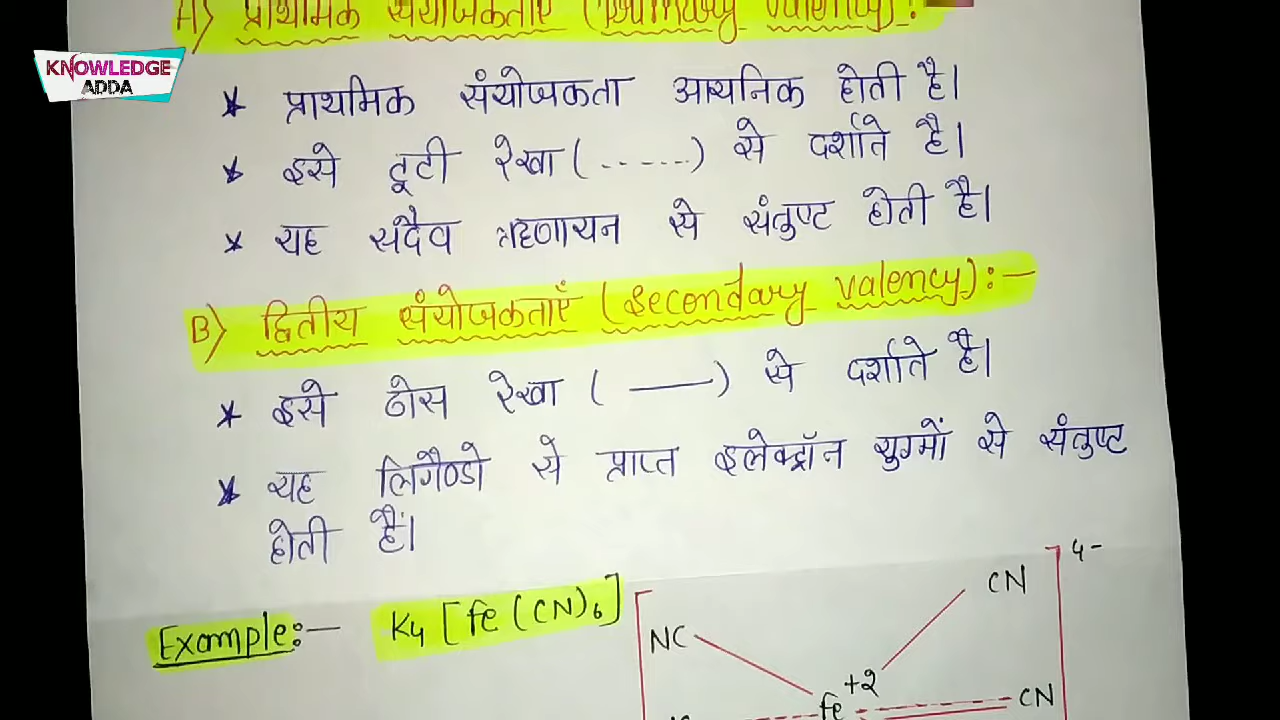 A) प्राथमिक संयोजकताएँ (Primary valency):
KNOWLEDGE
ADDA
* प्राथमिक संयोजकता आयनिक होती है।
* इसे टूटी रेखा (......) से दर्शाते है।
* यह सदैव ऋणायन से संतुष्ट होती है।
B) द्वितीय संयोजकताएँ (Secondary valency):—
* इसे ठोस रेखा ( —— ) से दर्शाते है।
* यह लिगैण्डो से प्राप्त इलेक्ट्रॉन युग्मों से संतुष्ट
होती हैं।
Example:— K4 [Fe(CN)6]
4-
CN
NC
Fe +2
CN